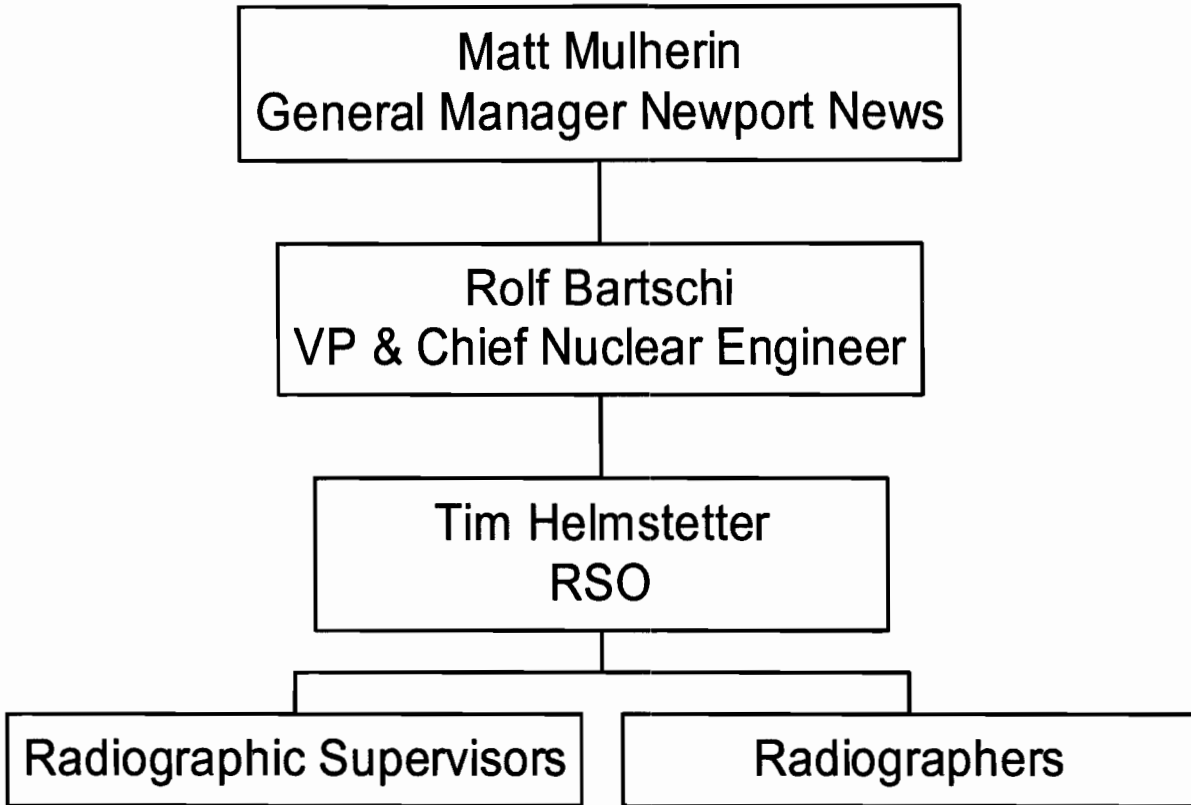 Matt Mulherin
General Manager Newport News
Rolf Bartschi
VP & Chief Nuclear Engineer
Tim Helmstetter
RSO
Radiographic Supervisors
Radiographers